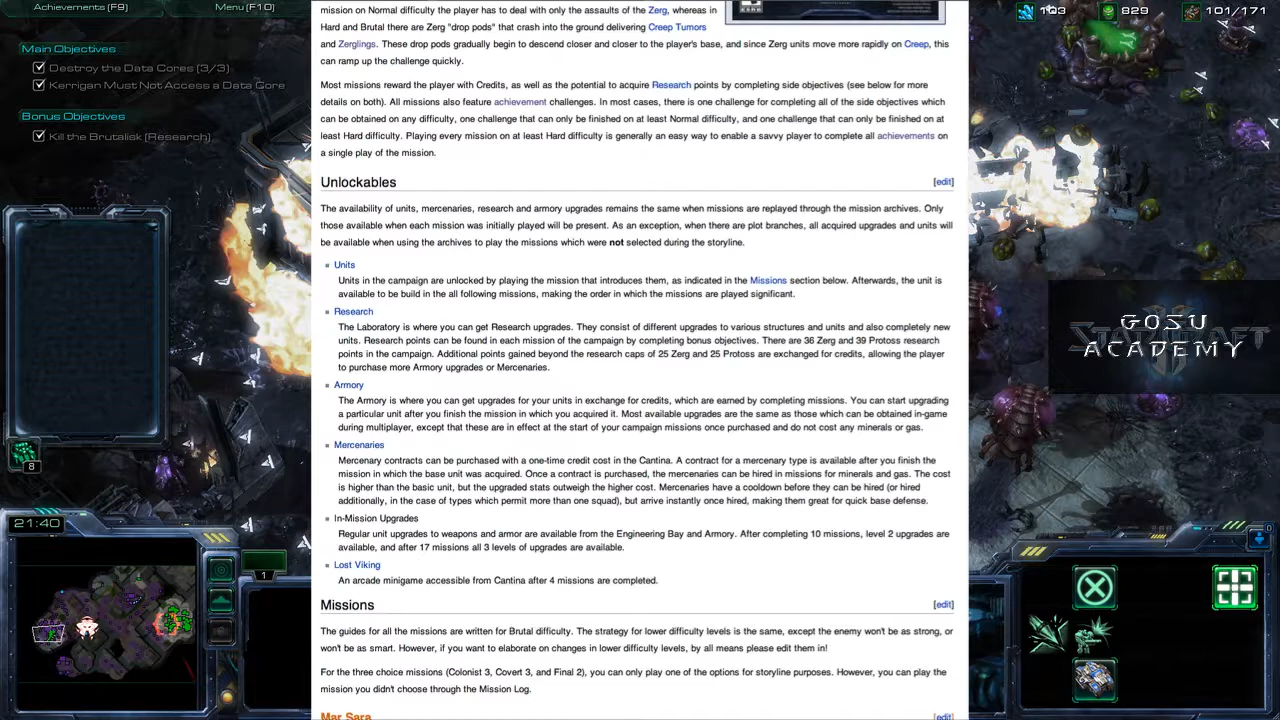 Achievements (F9)
Menu (F10)
103
829
101/171
Main Objectives
Destroy the Data Cores (3/3)
Kerrigan Must Not Access a Data Core
Bonus Objectives
Kill the Brutalisk (Research)
8
21:40
1
mission on Normal difficulty the player has to deal with only the assaults of the Zerg, whereas in
Hard and Brutal there are Zerg "drop pods" that crash into the ground delivering Creep Tumors
and Zerglings. These drop pods gradually begin to descend closer and closer to the player's base, and since Zerg units move more rapidly on Creep, this
can ramp up the challenge quickly.
Most missions reward the player with Credits, as well as the potential to acquire Research points by completing side objectives (see below for more
details on both). All missions also feature achievement challenges. In most cases, there is one challenge for completing all of the side objectives which
can be obtained on any difficulty, one challenge that can only be finished on at least Normal difficulty, and one challenge that can only be finished on at
least Hard difficulty. Playing every mission on at least Hard difficulty is generally an easy way to enable a savvy player to complete all achievements on
a single play of the mission.
Unlockables
[edit]
The availability of units, mercenaries, research and armory upgrades remains the same when missions are replayed through the mission archives. Only
those available when each mission was initially played will be present. As an exception, when there are plot branches, all acquired upgrades and units will
be available when using the archives to play the missions which were not selected during the storyline.
Units
Units in the campaign are unlocked by playing the mission that introduces them, as indicated in the Missions section below. Afterwards, the unit is
available to be build in the all following missions, making the order in which the missions are played significant.
Research
The Laboratory is where you can get Research upgrades. They consist of different upgrades to various structures and units and also completely new
units. Research points can be found in each mission of the campaign by completing bonus objectives. There are 36 Zerg and 39 Protoss research
points in the campaign. Additional points gained beyond the research caps of 25 Zerg and 25 Protoss are exchanged for credits, allowing the player
to purchase more Armory upgrades or Mercenaries.
Armory
The Armory is where you can get upgrades for your units in exchange for credits, which are earned by completing missions. You can start upgrading
a particular unit after you finish the mission in which you acquired it. Most available upgrades are the same as those which can be obtained in-game
during multiplayer, except that these are in effect at the start of your campaign missions once purchased and do not cost any minerals or gas.
Mercenaries
Mercenary contracts can be purchased with a one-time credit cost in the Cantina. A contract for a mercenary type is available after you finish the
mission in which the base unit was acquired. Once a contract is purchased, the mercenaries can be hired in missions for minerals and gas. The cost
is higher than the basic unit, but the upgraded stats outweigh the higher cost. Mercenaries have a cooldown before they can be hired (or hired
additionally, in the case of types which permit more than one squad), but arrive instantly once hired, making them great for quick base defense.
In-Mission Upgrades
Regular unit upgrades to weapons and armor are available from the Engineering Bay and Armory. After completing 10 missions, level 2 upgrades are
available, and after 17 missions all 3 levels of upgrades are available.
Lost Viking
An arcade minigame accessible from Cantina after 4 missions are completed.
Missions
[edit]
The guides for all the missions are written for Brutal difficulty. The strategy for lower difficulty levels is the same, except the enemy won't be as strong, or
won't be as smart. However, if you want to elaborate on changes in lower difficulty levels, by all means please edit them in!
For the three choice missions (Colonist 3, Covert 3, and Final 2), you can only play one of the options for storyline purposes. However, you can play the
mission you didn't choose through the Mission Log.
Mar Sara
[edit]
GOSU
STARCRAFT
ACADEMY
0